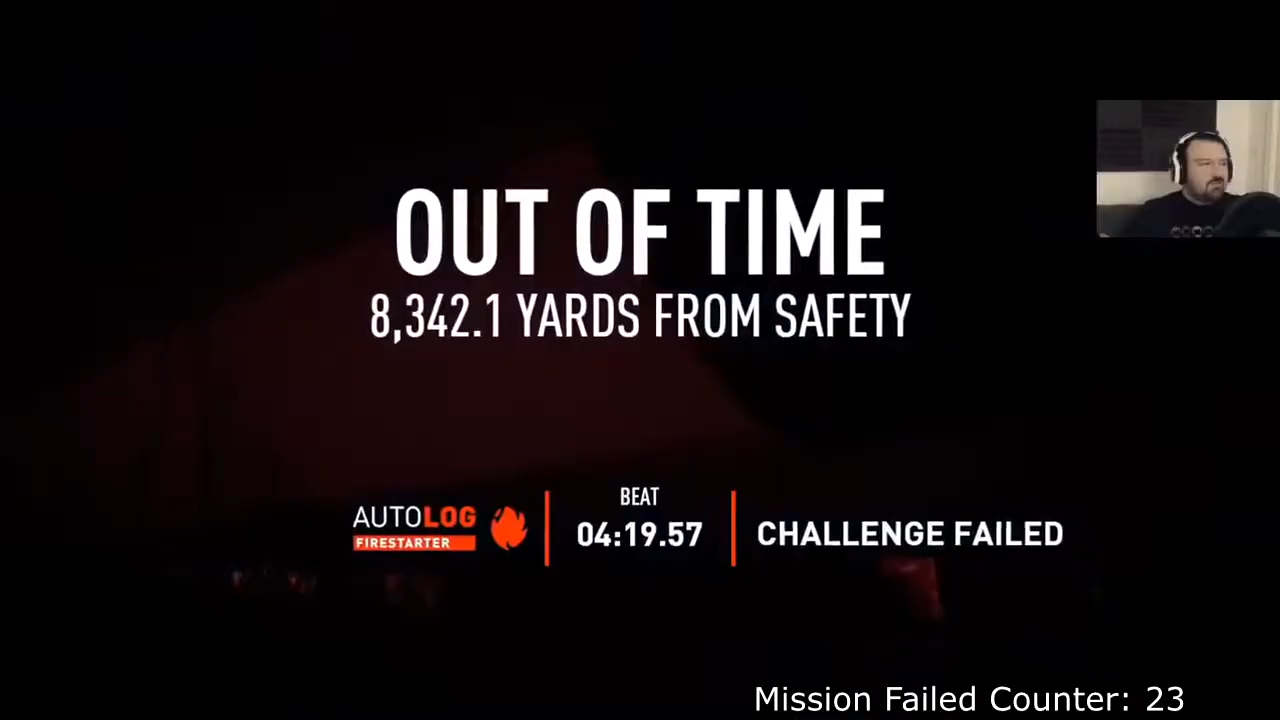 OUT OF TIME
8,342.1 YARDS FROM SAFETY
AUTOLOG
FIRESTARTER
BEAT
04:19.57
CHALLENGE FAILED
Mission Failed Counter: 23